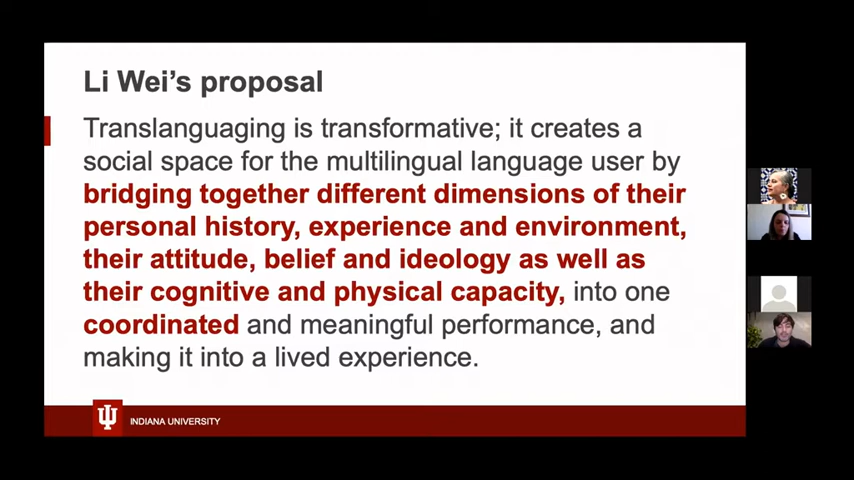 Li Wei's proposal
Translanguaging is transformative; it creates a
social space for the multilingual language user by
bridging together different dimensions of their
personal history, experience and environment,
their attitude, belief and ideology as well as
their cognitive and physical capacity, into one
coordinated and meaningful performance, and
making it into a lived experience.
INDIANA UNIVERSITY